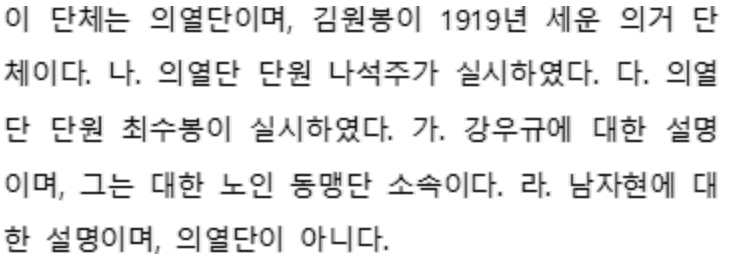 이 단체는 의열단이며, 김원봉이 1919년 세운 의거 단
체이다. 나. 의열단 단원 나석주가 실시하였다. 다. 의열
단 단원 최수봉이 실시하였다. 가. 강우규에 대한 설명
이며, 그는 대한 노인 동맹단 소속이다. 라. 남자현에 대
한 설명이며, 의열단이 아니다.